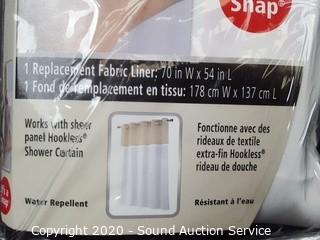 Snap®
1 Replacement Fabric Liner: 70 in W x 54 in L
1 Fond de remplacement en tissu: 178 cm W x 137 cm L
Works with sheer
panel Hookless®
Shower Curtain
Fonctionne avec des
rideaux de textile
extra-fin Hookless®
rideau de douche
It's a
snap!
Water Repellent
Résistant à l'eau
Copyright 2020 - Sound Auction Service